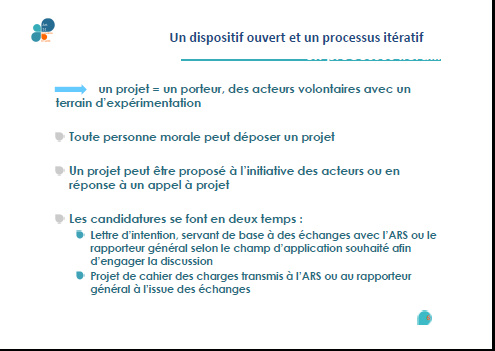 Un dispositif ouvert et un processus itératif
un projet = un porteur, des acteurs volontaires avec un
terrain d'expérimentation
Toute personne morale peut déposer un projet
Un projet peut être proposé à l'initiative des acteurs ou en
réponse à un appel à projet
Les candidatures se font en deux temps :
Lettre d'intention, servant de base à des échanges avec l'ARS ou le
rapporteur général selon le champ d'application souhaité afin
d'engager la discussion
Projet de cahier des charges transmis à l'ARS ou au rapporteur
général à l'issue des échanges